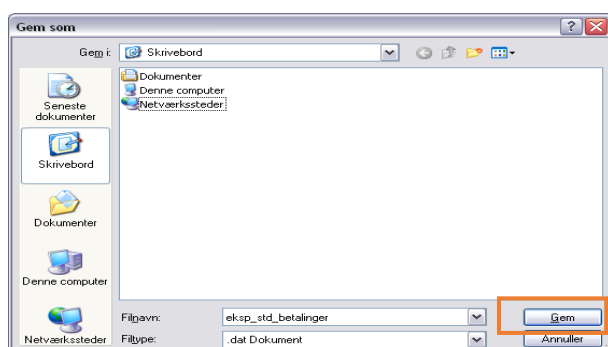 Gem som
Gem i: Skrivebord
Dokumenter
Denne computer
Netværkssteder
Seneste
dokumenter
Skrivebord
Dokumenter
Denne computer
Netværkssteder
Filnavn: eksp_std_betalinger Gem
Filtype: .dat Dokument Annuller